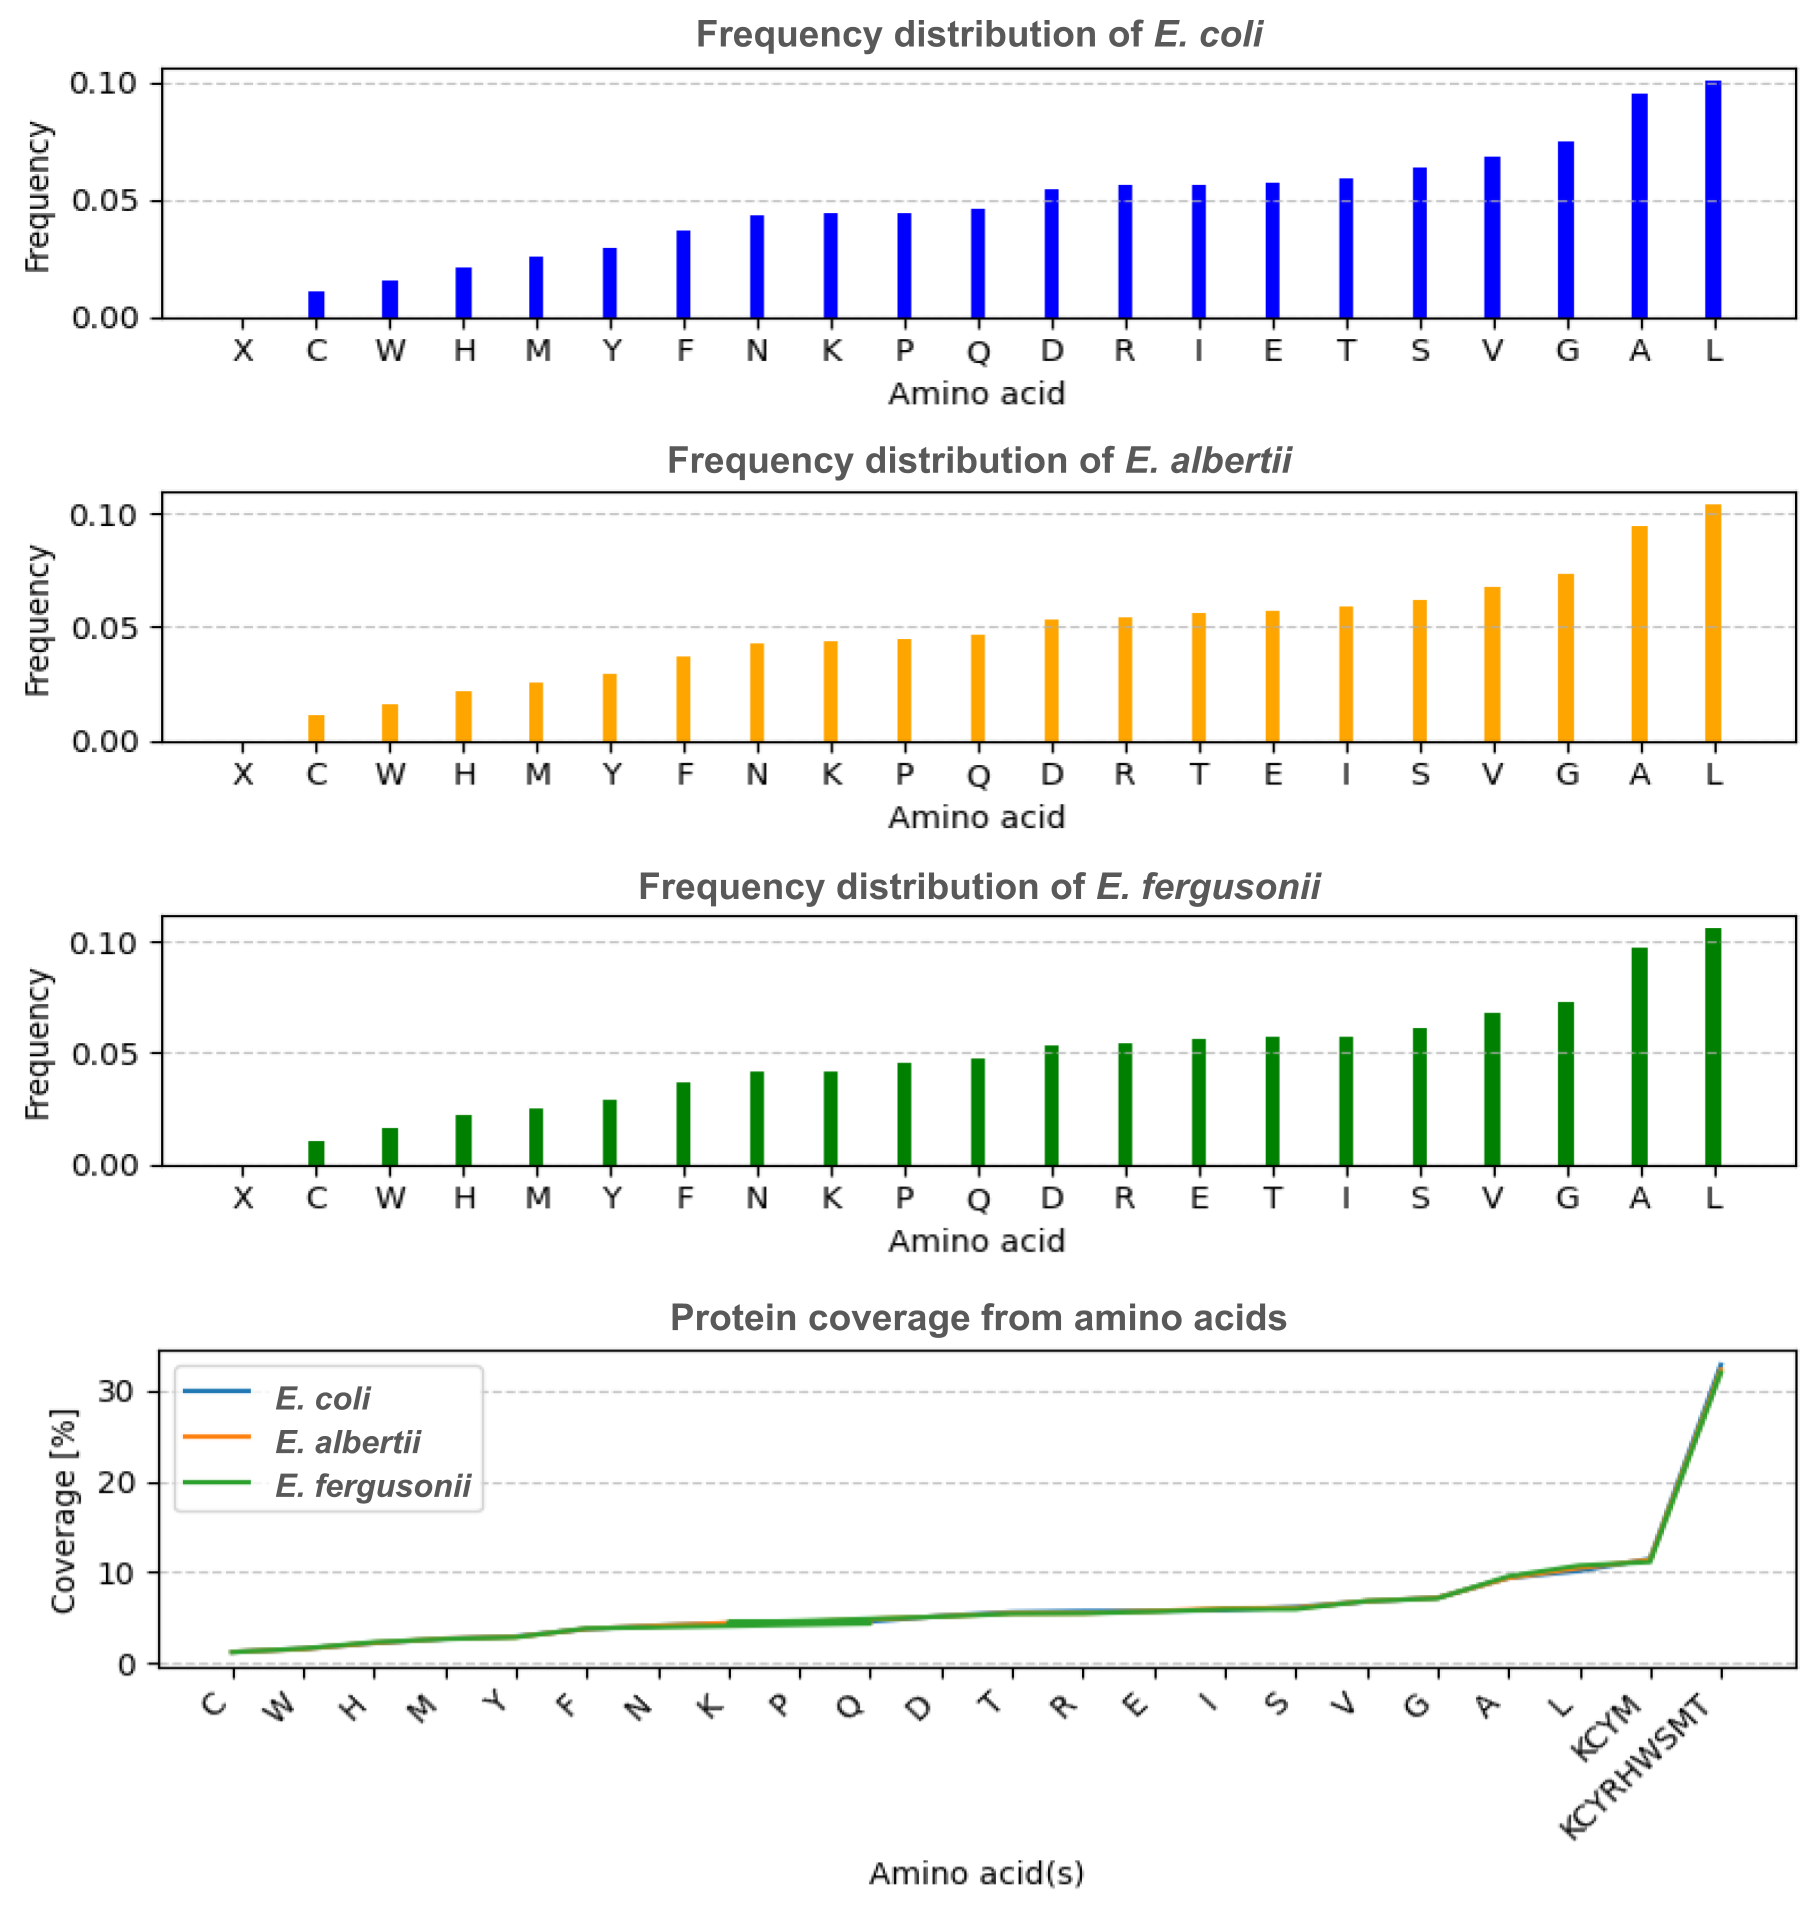 Frequency distribution of E. coli
Frequency
0.10
0.05
0.00
X C W H M Y F N K P Q D R I E T S V G A L
Amino acid
Frequency distribution of E. albertii
Frequency
0.10
0.05
0.00
X C W H M Y F N K P Q D R T E I S V G A L
Amino acid
Frequency distribution of E. fergusonii
Frequency
0.10
0.05
0.00
X C W H M Y F N K P Q D R E T I S V G A L
Amino acid
Protein coverage from amino acids
Coverage [%]
30
20
10
0
E. coli
E. albertii
E. fergusonii
C W H M Y F N K P Q D T R E I S V G A L KCYM KCYRHWSMT
Amino acid(s)